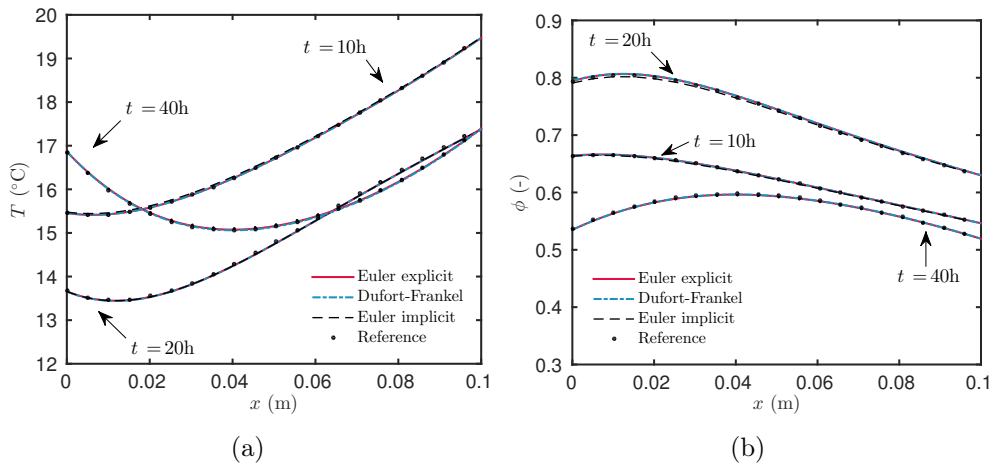 20
19
18
17
16
15
14
13
12
T (°C)
t = 10h
t = 40h
t = 20h
Euler explicit
Dufort-Frankel
Euler implicit
Reference
0 0.02 0.04 0.06 0.08 0.1
x (m)
(a)
0.9
0.8
0.7
0.6
0.5
0.4
0.3
ϕ (-)
t = 20h
t = 10h
t = 40h
Euler explicit
Dufort-Frankel
Euler implicit
Reference
0 0.02 0.04 0.06 0.08 0.1
x (m)
(b)